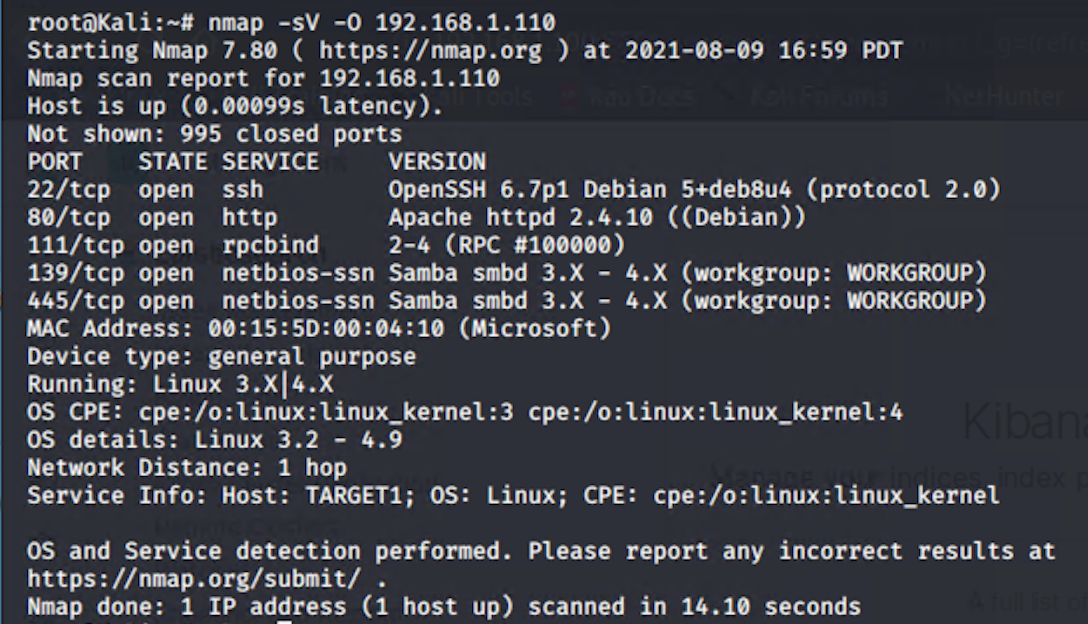 root@Kali:~# nmap -sV -O 192.168.1.110
Starting Nmap 7.80 ( https://nmap.org ) at 2021-08-09 16:59 PDT
Nmap scan report for 192.168.1.110
Host is up (0.00099s latency).
Not shown: 995 closed ports
PORT    STATE SERVICE     VERSION
22/tcp  open  ssh         OpenSSH 6.7p1 Debian 5+deb8u4 (protocol 2.0)
80/tcp  open  http        Apache httpd 2.4.10 ((Debian))
111/tcp open  rpcbind     2-4 (RPC #100000)
139/tcp open  netbios-ssn Samba smbd 3.X - 4.X (workgroup: WORKGROUP)
445/tcp open  netbios-ssn Samba smbd 3.X - 4.X (workgroup: WORKGROUP)
MAC Address: 00:15:5D:00:04:10 (Microsoft)
Device type: general purpose
Running: Linux 3.X|4.X
OS CPE: cpe:/o:linux:linux_kernel:3 cpe:/o:linux:linux_kernel:4
OS details: Linux 3.2 - 4.9
Network Distance: 1 hop
Service Info: Host: TARGET1; OS: Linux; CPE: cpe:/o:linux:linux_kernel
OS and Service detection performed. Please report any incorrect results at
https://nmap.org/submit/ .
Nmap done: 1 IP address (1 host up) scanned in 14.10 seconds
Tools
Kali Docs
Kali Forums
NetHunter
Kibana
Manage your indices, index
A full list of